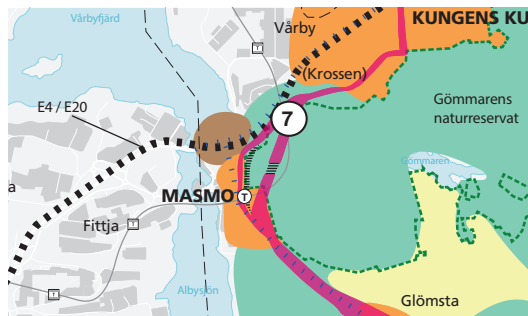 Vårbyfjärd
Vårby
T
KUNGENS KU
(Krossen)
E4 / E20
7
Gömmarens
naturreservat
Gömmaren
a
MASMO
T
Fittja
T
T
Albysjön
Glömsta